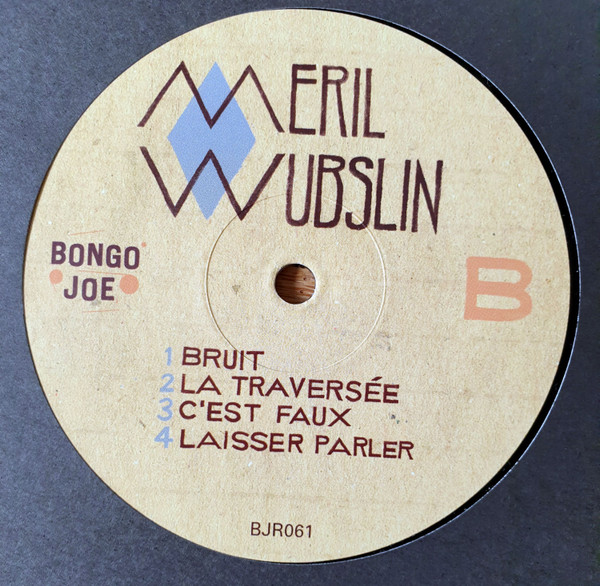 MERIL
WUBSLIN
BONGO
JOE
B
1 BRUIT
2 LA TRAVERSÉE
3 C'EST FAUX
4 LAISSER PARLER
BJR061